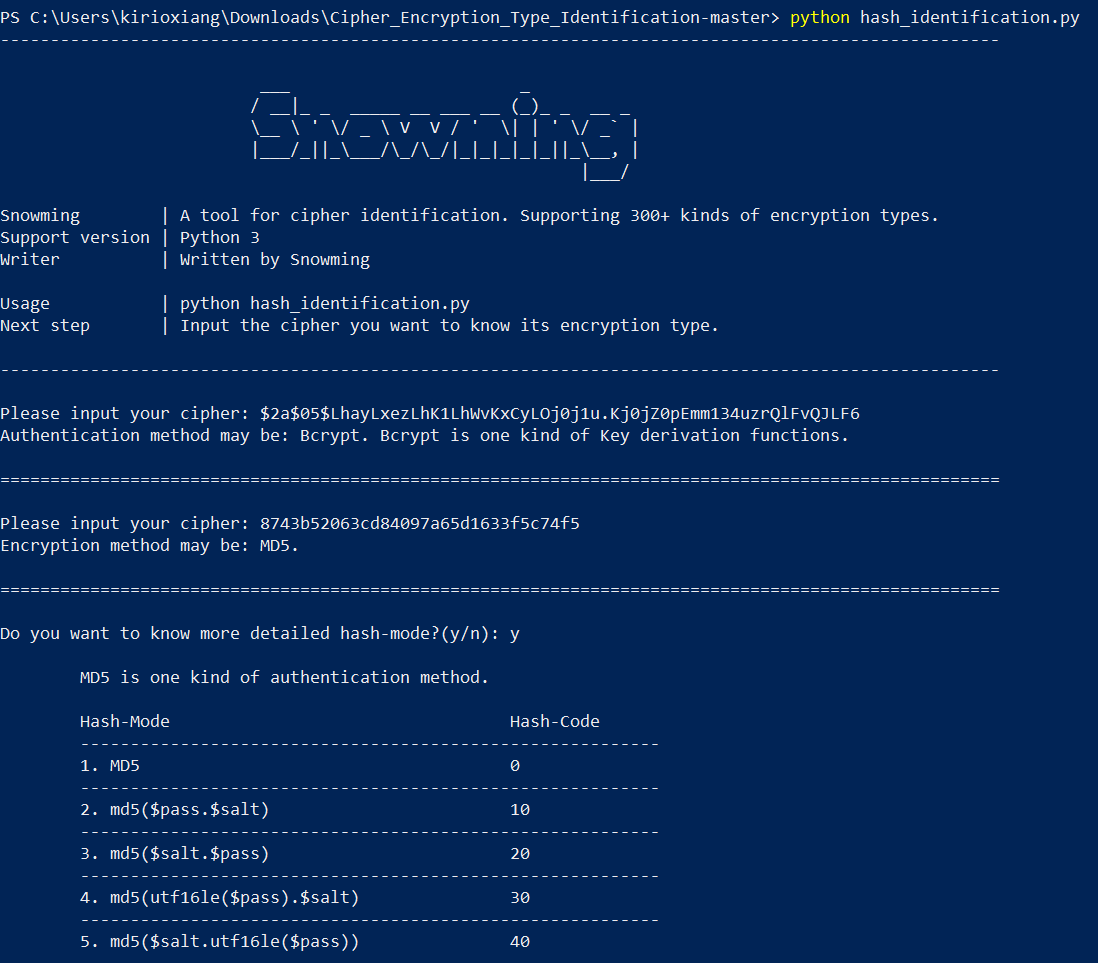 PS C:\Users\kirioxiang\Downloads\Cipher_Encryption_Type_Identification-master> python hash_identification.py
----------------------------------------------------------------------------------------------------
Snowming        | A tool for cipher identification. Supporting 300+ kinds of encryption types.
Support version | Python 3
Writer          | Written by Snowming
Usage           | python hash_identification.py
Next step       | Input the cipher you want to know its encryption type.
----------------------------------------------------------------------------------------------------
Please input your cipher: $2a$05$LhayLxezLhK1LhWvKxCyLOj0j1u.Kj0jZ0pEmm134uzrQlFvQJLF6
Authentication method may be: Bcrypt. Bcrypt is one kind of Key derivation functions.
====================================================================================================
Please input your cipher: 8743b52063cd84097a65d1633f5c74f5
Encryption method may be: MD5.
====================================================================================================
Do you want to know more detailed hash-mode?(y/n): y
MD5 is one kind of authentication method.
Hash-Mode                                  Hash-Code
----------------------------------------------------------
1. MD5                                     0
----------------------------------------------------------
2. md5($pass.$salt)                        10
----------------------------------------------------------
3. md5($salt.$pass)                        20
----------------------------------------------------------
4. md5(utf16le($pass).$salt)               30
----------------------------------------------------------
5. md5($salt.utf16le($pass))               40